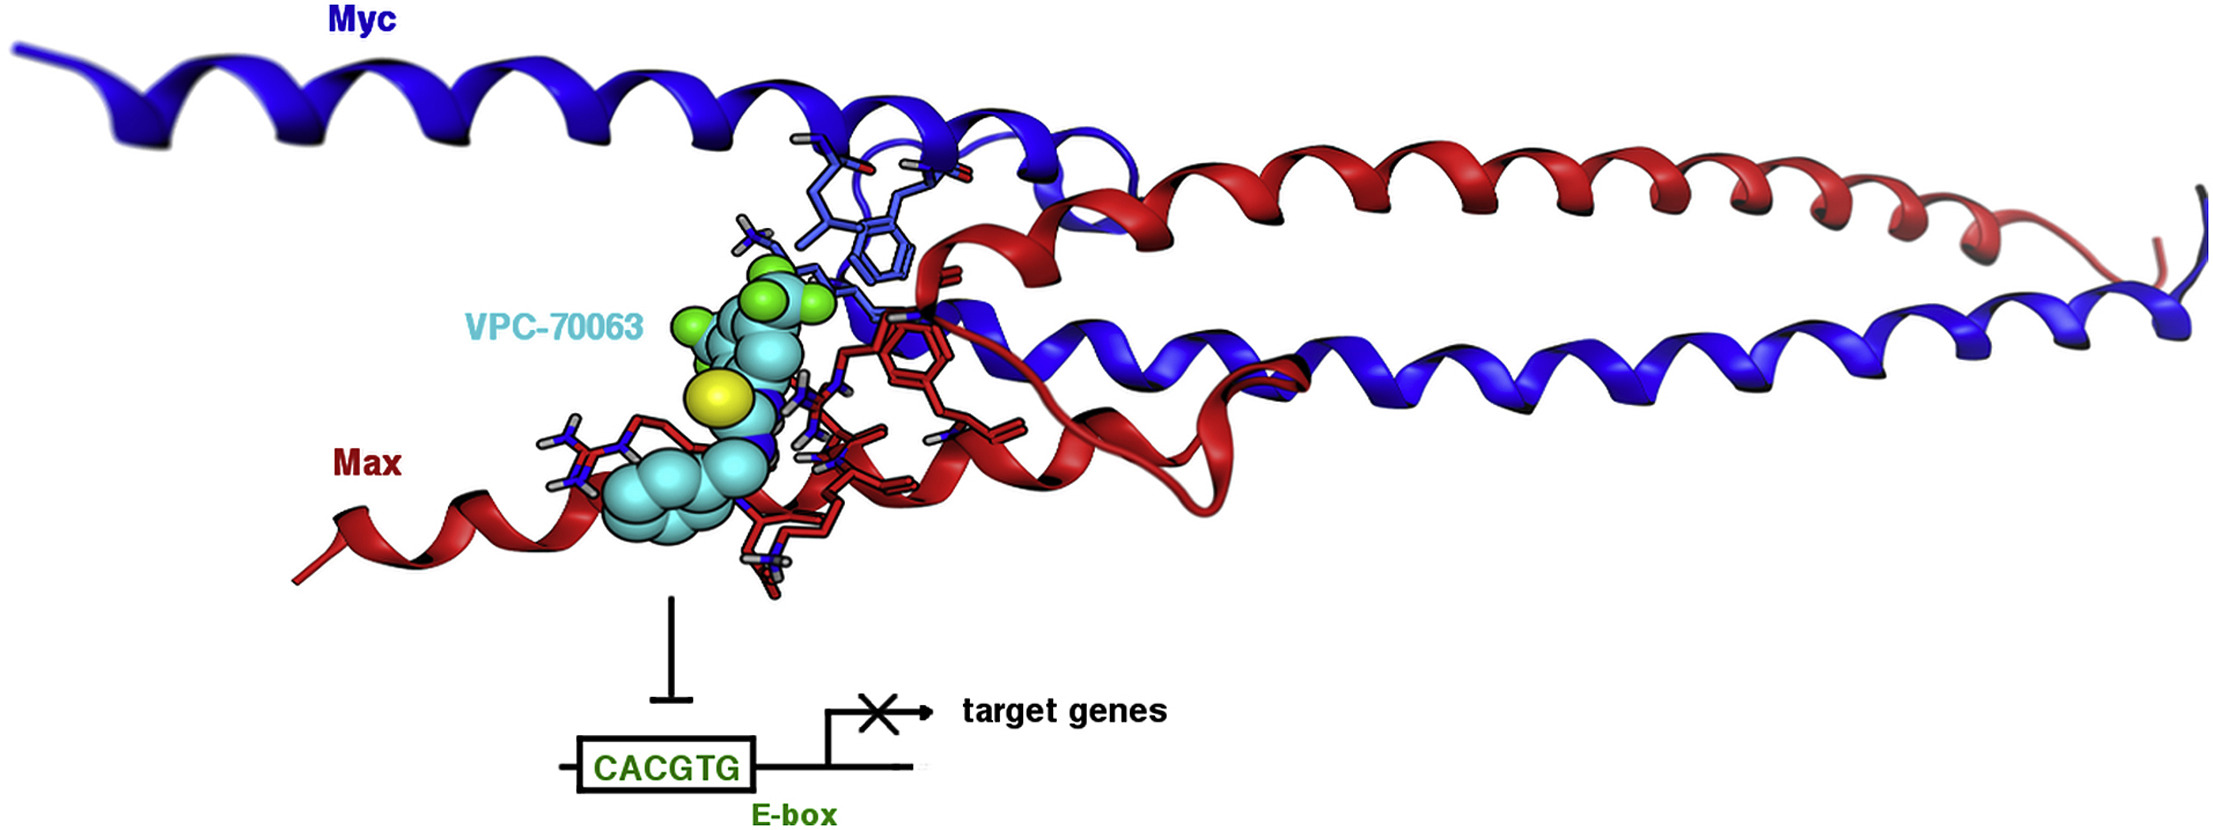 Myc
VPC-70063
Max
target genes
CACGTG
E-box